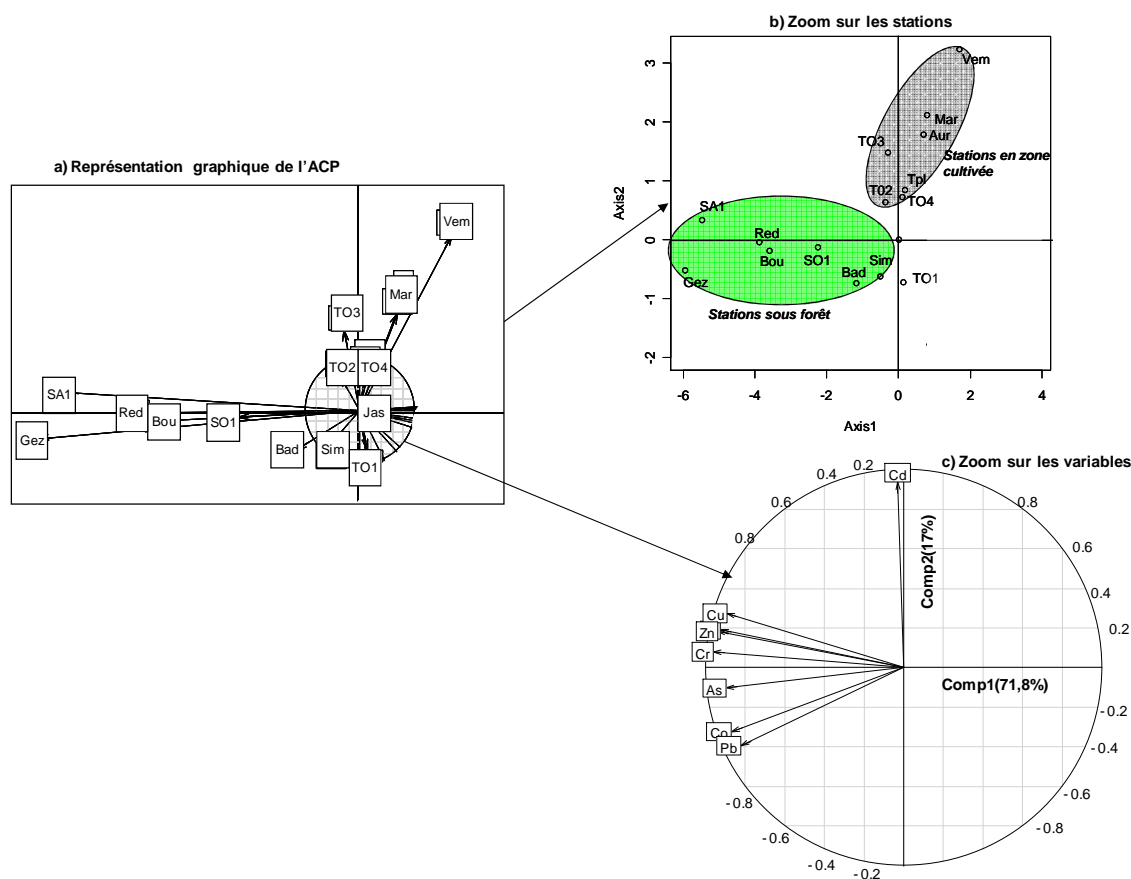 b) Zoom sur les stations
3
2
1
0
-1
-2
Axis2
Vem
Mar
Aur
TO3
Stations en zone
cultivée
Tpl
T02
TO4
SA1
Red
Bou
SO1
Sim
Bad
Gez
TO1
Stations sous forêt
-6
-4
-2
0
2
4
Axis1
a) Représentation graphique de l'ACP
Vem
Mar
TO3
TO2
TO4
SA1
Red
Bou
SO1
Jas
Gez
Bad
Sim
TO1
c) Zoom sur les variables
0.4
0.2
Cd
0.6
0.8
0.8
0.6
0.4
0.2
Comp2(17%)
Cu
Zn
Cr
As
Co
Pb
Comp1(71,8%)
-0.2
-0.4
-0.6
-0.8
-0.8
-0.6
-0.4
-0.2